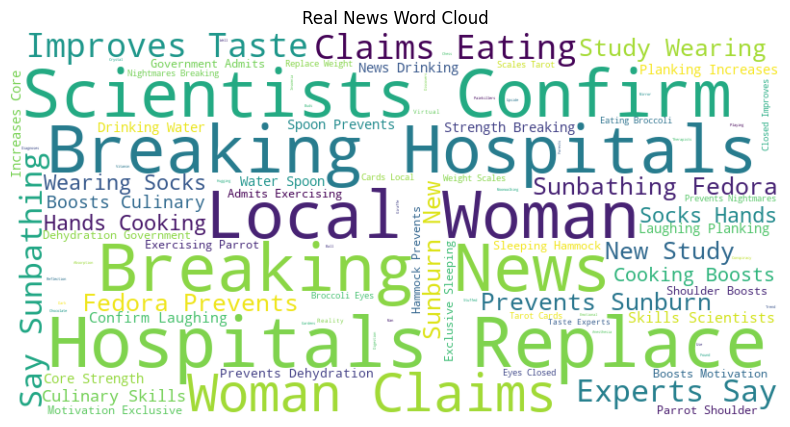 Real News Word Cloud
Improves Taste
Claims Eating
Study Wearing
Government Admits
Replace Weight
News Drinking
Scales Tarot
Planking Increases
Nightmares Breaking
Scientists Confirm
Increases Core
Closed Improves
Drinking Water
Spoon Prevents
Strength Breaking
Eating Broccoli
Breaking Hospitals
Wearing Socks
Water Spoon
Cards Local
Weight Scales
Sunbathing Fedora
Prevents Nightmares
Boosts Culinary
Admits Exercising
Local Woman
Hands Cooking
Socks Hands
Laughing Planking
Dehydration Government
Exercising Parrot
Sleeping Hammock
New Study
Say Sunbathing
Breaking News
Hammock Prevents
Sunburn New
Exclusive Sleeping
Cooking Boosts
Fedora Prevents
Broccoli Eyes
Prevents Sunburn
Shoulder Boosts
Confirm Laughing
Reality
Tarot Cards
Taste Experts
Skills Scientists
Hospitals Replace
Core Strength
Prevents Dehydration
Eyes Closed
Boosts Motivation
Culinary Skills
Woman Claims
Experts Say
Motivation Exclusive
Parrot Shoulder
Virtual